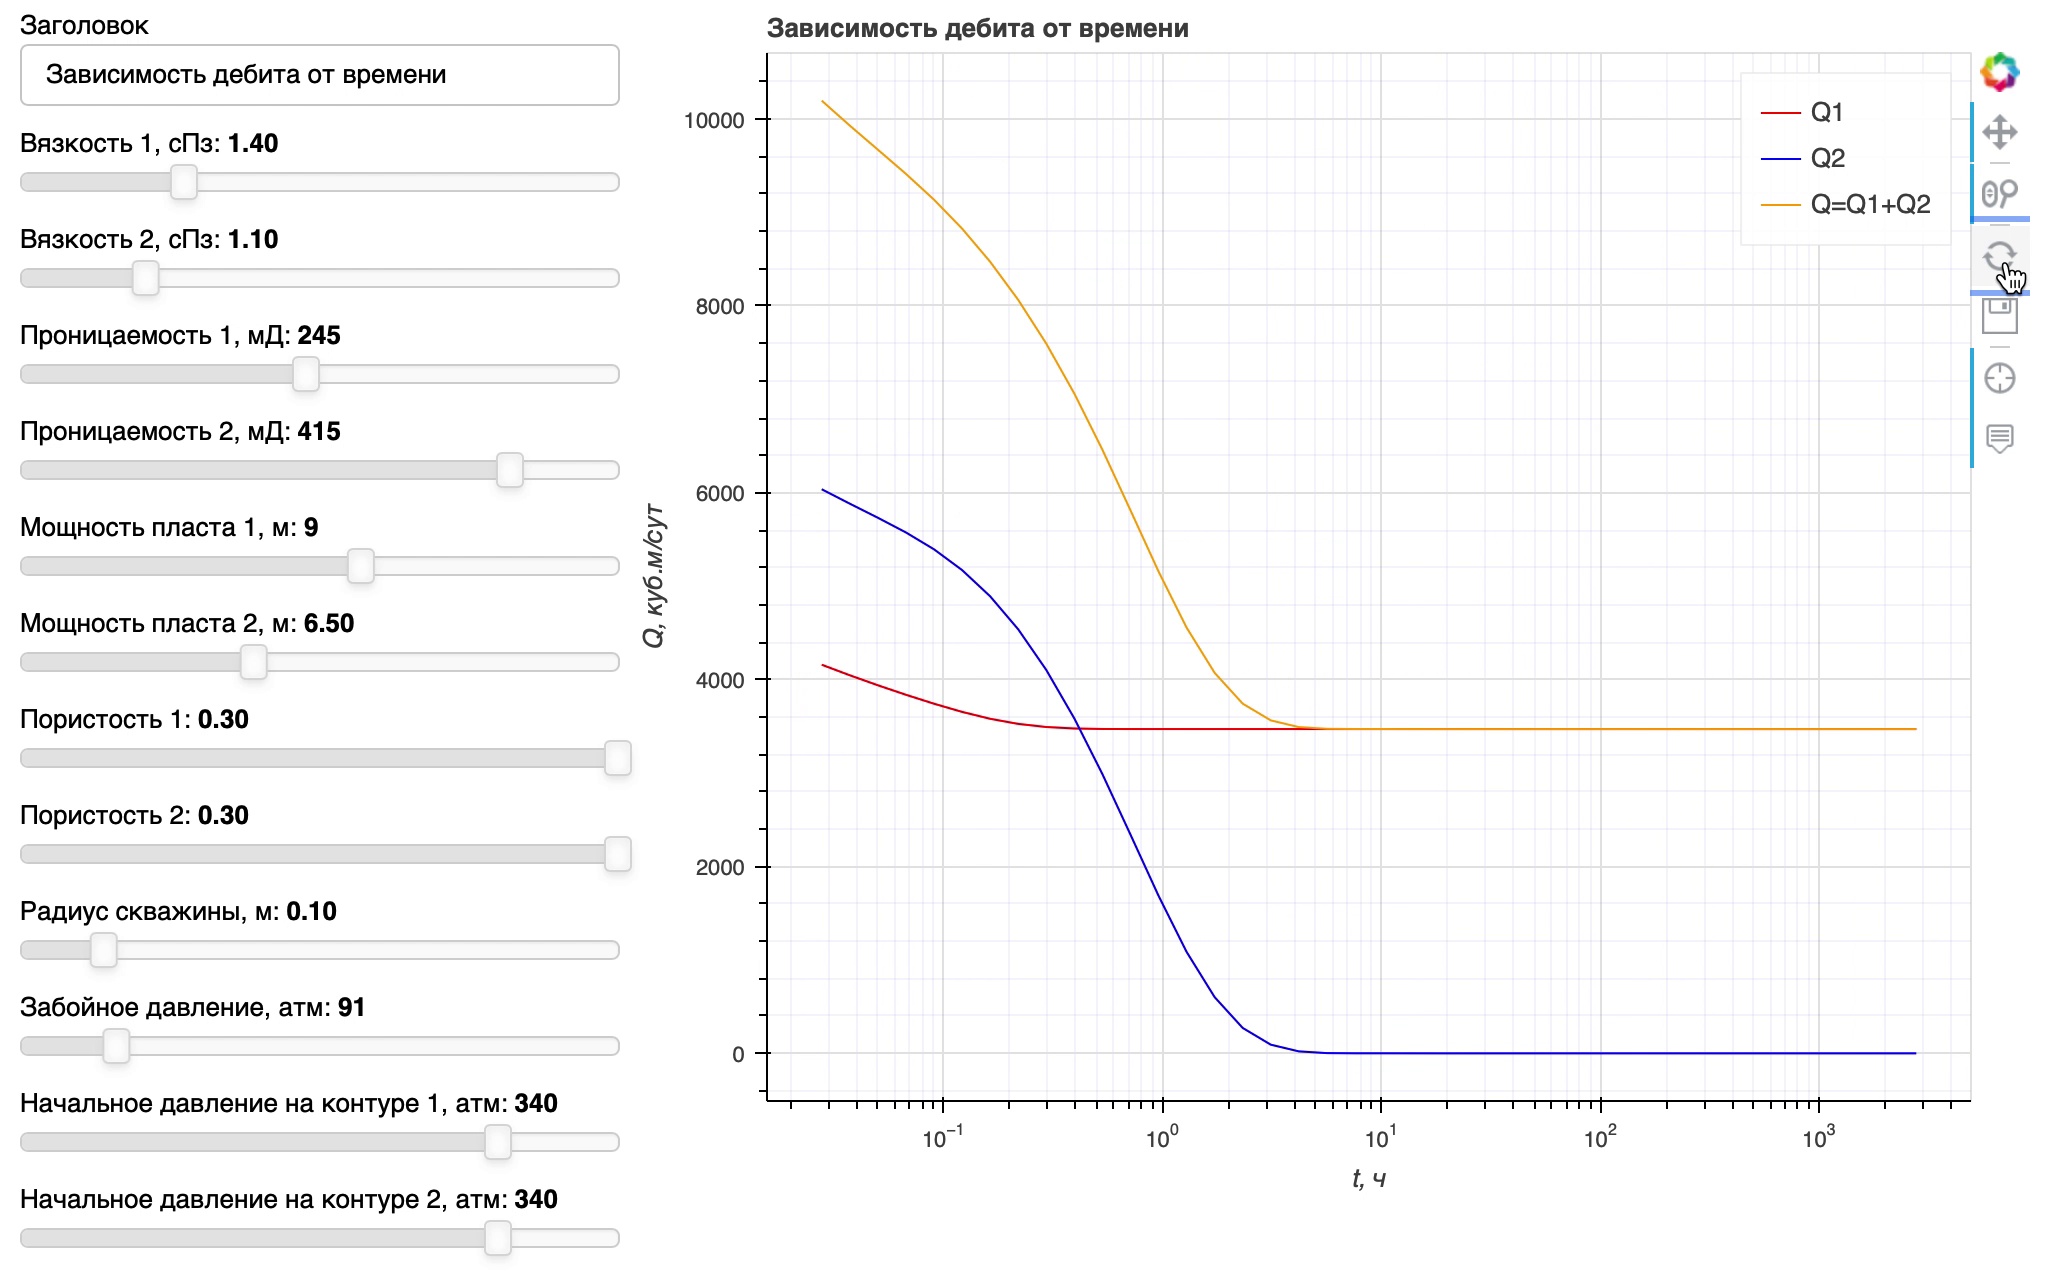 Заголовок
Зависимость дебита от времени
Вязкость 1, сПз: 1.40
Вязкость 2, сПз: 1.10
Проницаемость 1, мД: 245
Проницаемость 2, мД: 415
Мощность пласта 1, м: 9
Мощность пласта 2, м: 6.50
Пористость 1: 0.30
Пористость 2: 0.30
Радиус скважины, м: 0.10
Забойное давление, атм: 91
Начальное давление на контуре 1, атм: 340
Начальное давление на контуре 2, атм: 340
Зависимость дебита от времени
Q, куб.м/сут
10000
8000
6000
4000
2000
0
Q1
Q2
Q=Q1+Q2
10⁻¹ 10⁰ 10¹ 10² 10³
t, ч